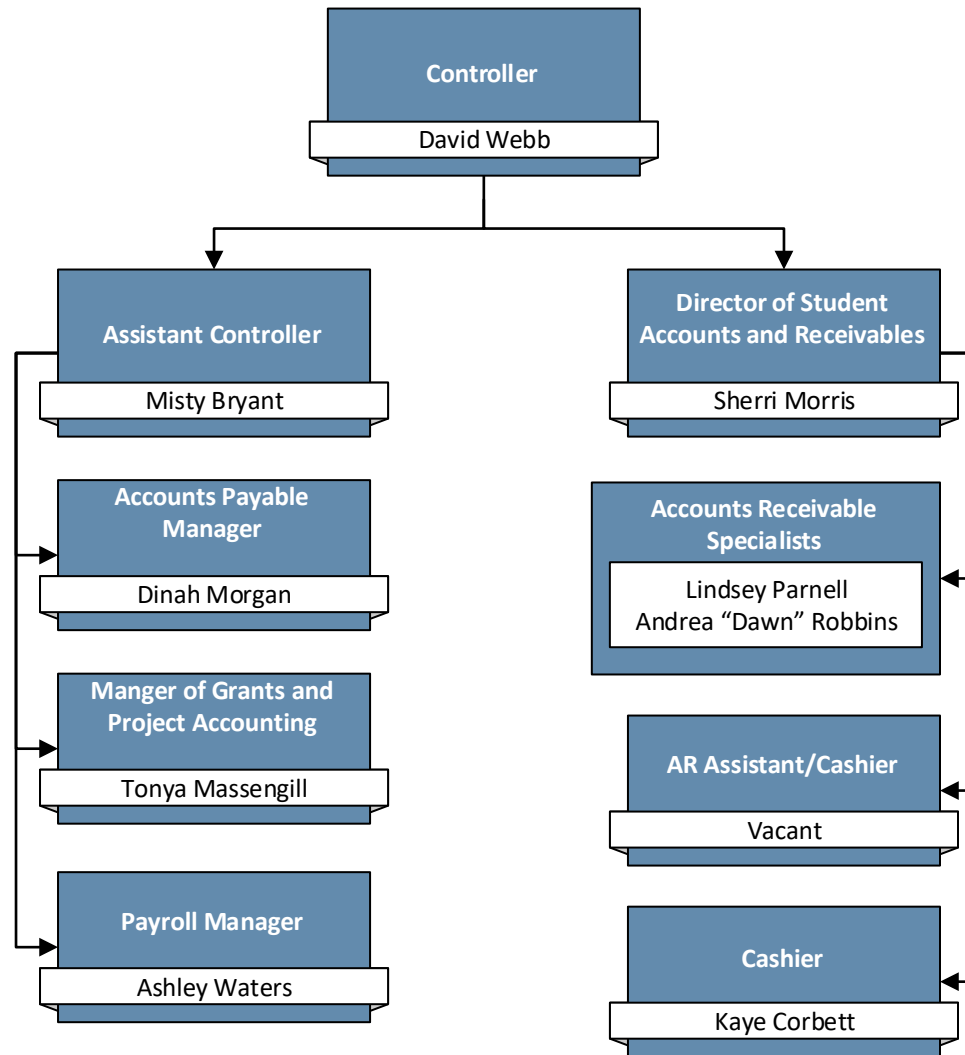 Controller
David Webb
Assistant Controller
Misty Bryant
Director of Student
Accounts and Receivables
Sherri Morris
Accounts Payable
Manager
Dinah Morgan
Manger of Grants and
Project Accounting
Tonya Massengill
Payroll Manager
Ashley Waters
Accounts Receivable
Specialists
Lindsey Parnell
Andrea “Dawn” Robbins
AR Assistant/Cashier
Vacant
Cashier
Kaye Corbett